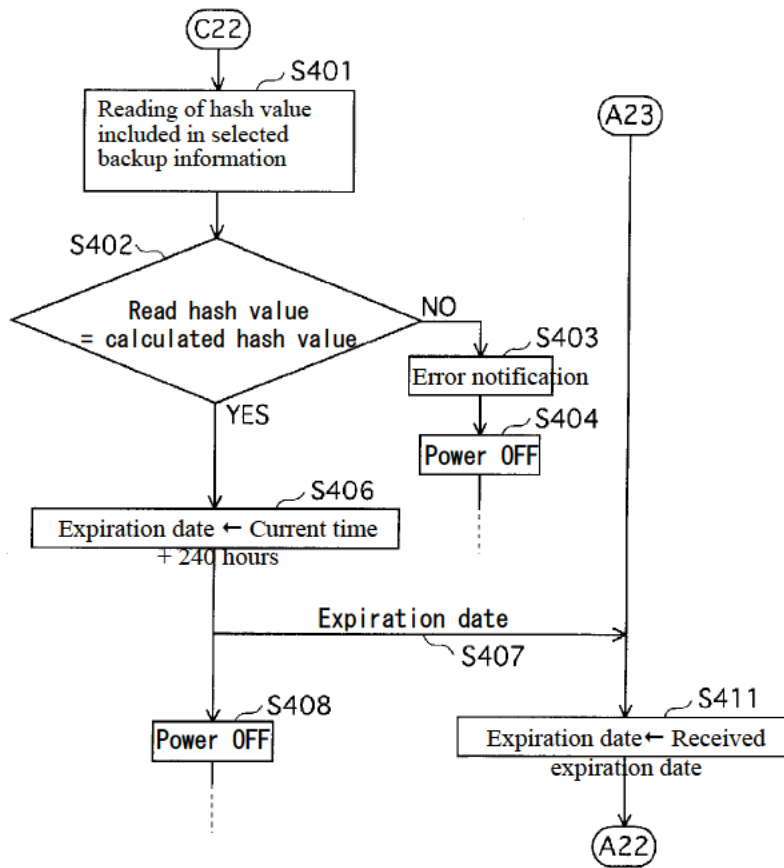 C22
S401
Reading of hash value
included in selected
backup information
A23
S402
Read hash value
= calculated hash value
NO
S403
Error notification
YES
S404
Power OFF
S406
Expiration date ← Current time
+ 240 hours
Expiration date
S407
S408
Power OFF
S411
Expiration date← Received
expiration date
A22